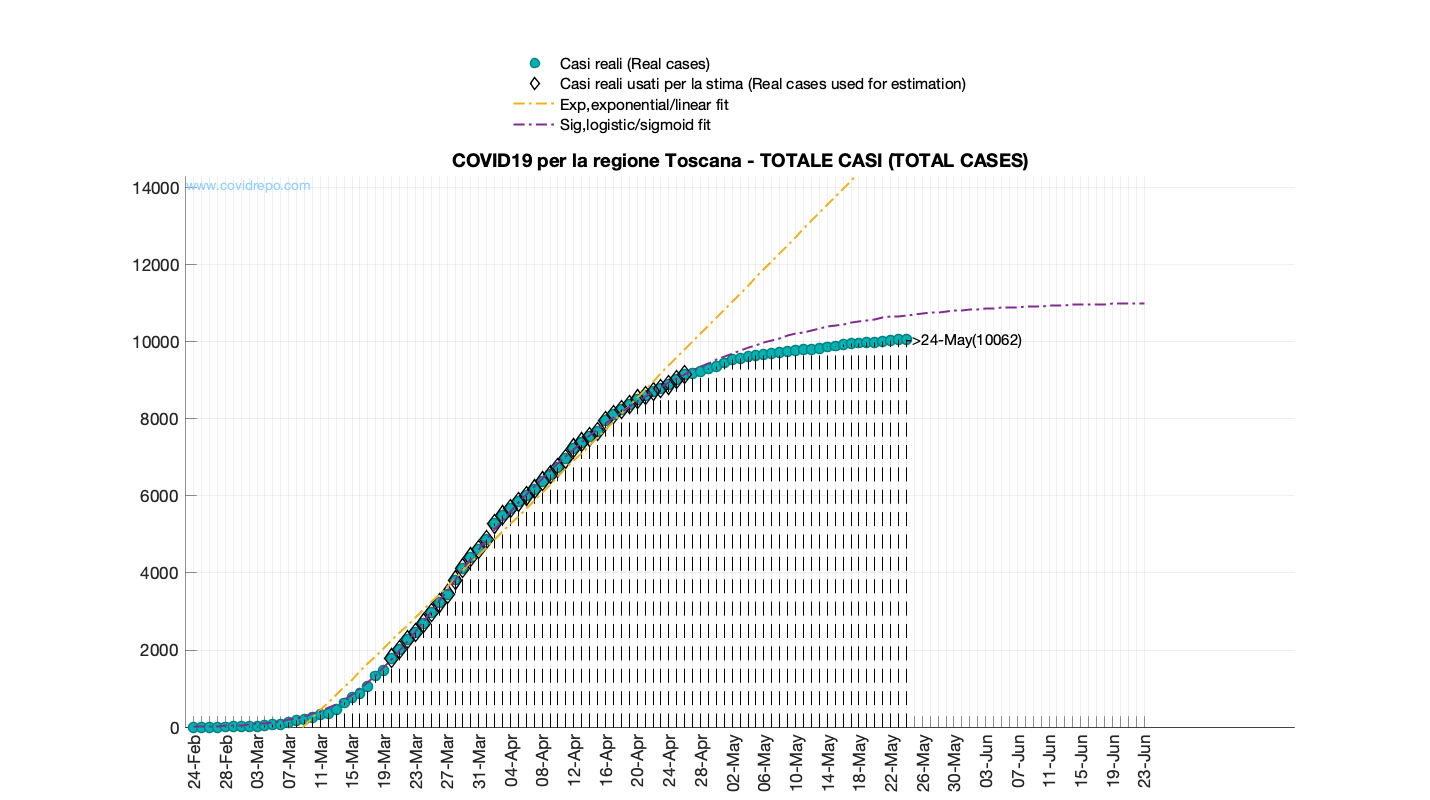 Casi reali (Real cases)
Casi reali usati per la stima (Real cases used for estimation)
Exp,exponential/linear fit
Sig,logistic/sigmoid fit
COVID19 per la regione Toscana - TOTALE CASI (TOTAL CASES)
www.covidrepo.com
14000
12000
10000
8000
6000
4000
2000
0
>24-May(10062)
24-Feb
28-Feb
03-Mar
07-Mar
11-Mar
15-Mar
19-Mar
23-Mar
27-Mar
31-Mar
04-Apr
08-Apr
12-Apr
16-Apr
20-Apr
24-Apr
28-Apr
02-May
06-May
10-May
14-May
18-May
22-May
26-May
30-May
03-Jun
07-Jun
11-Jun
15-Jun
19-Jun
23-Jun